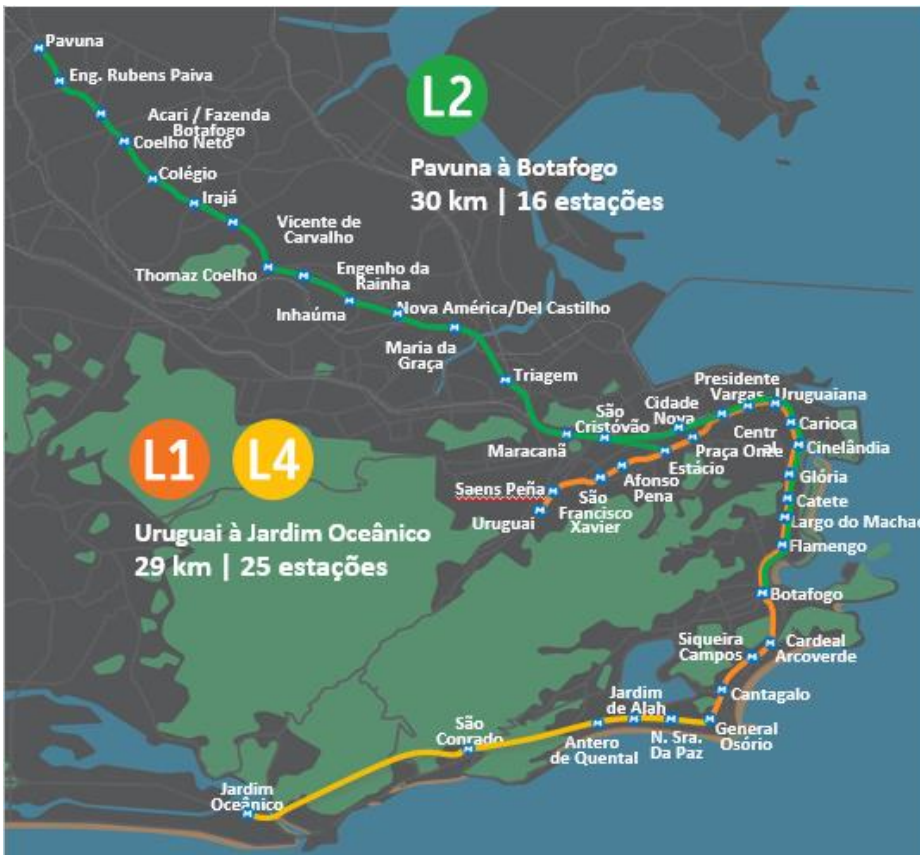 Pavuna
Eng. Rubens Paiva
Acari / Fazenda
Botafogo
Coelho Neto
Colégio
Irajá
Vicente de
Carvalho
Thomaz Coelho
Engenho da
Rainha
Inhaúma
Nova América/Del Castilho
Maria da
Graça
Triagem
L2
Pavuna à Botafogo
30 km | 16 estações
Maracanã
São
Cristóvão
Cidade
Nova
Presidente
Vargas
Uruguaiana
Carioca
Centr
al
Cinelândia
Praça Onze
Estácio
Afonso
Pena
São
Francisco
Xavier
Saens Peña
Uruguai
Glória
Catete
Largo do Machac
Flamengo
Botafogo
L1
L4
Uruguai à Jardim Oceânico
29 km | 25 estações
Cardeal
Arcoverde
Siqueira
Campos
Cantagalo
General
Osório
N. Sra.
Da Paz
Jardim
de Alah
Antero
de Quental
São
Conrado
Jardim
Oceânico